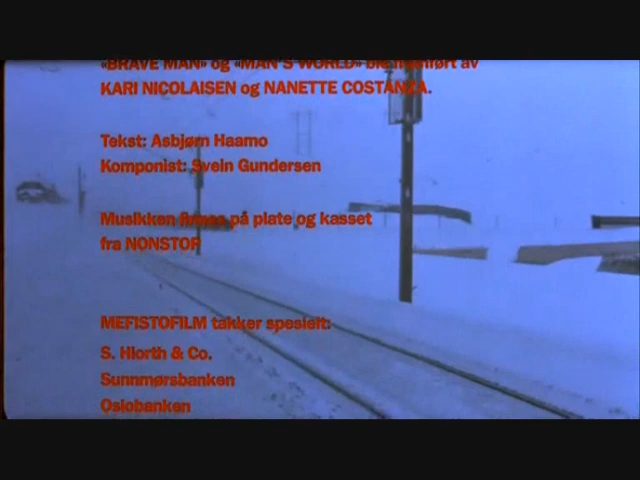 «BRAVE MAN» og «MAN'S WORLD» ble fremført av
KARI NICOLAISEN og NANETTE COSTANZA.
Tekst: Asbjørn Haamo
Komponist: Svein Gundersen
Musikken finnes på plate og kasset
fra NONSTOP
MEFISTOFILM takker spesielt:
S. Hiorth & Co.
Sunnmørsbanken
Oslobanken